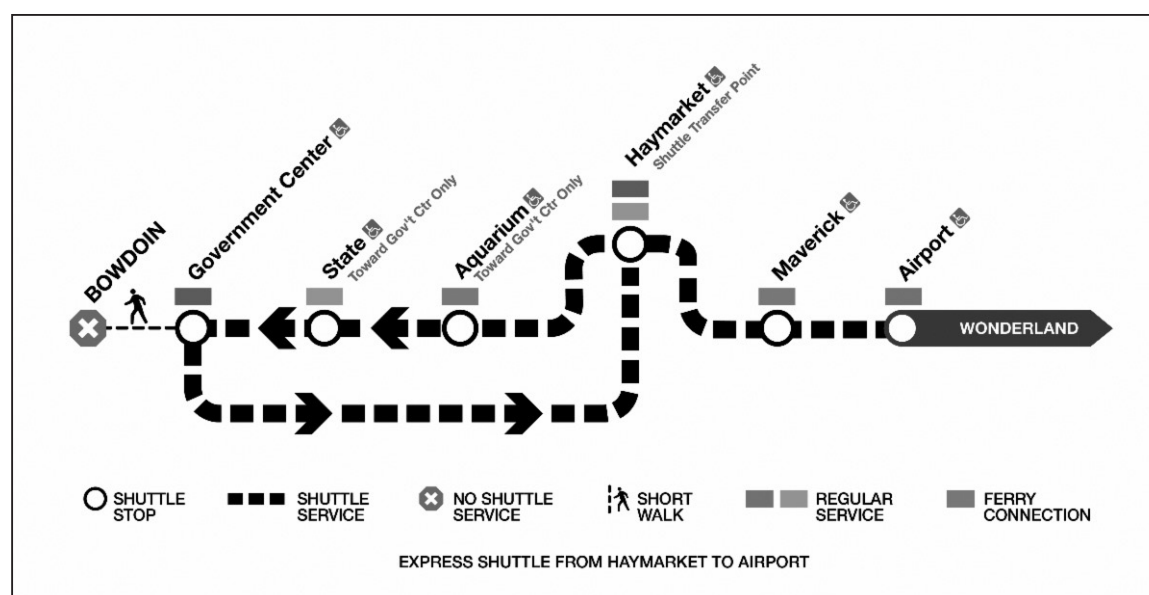 BOWDOIN
Government Center
State
Toward Gov't Ctr Only
Aquarium
Toward Gov't Ctr Only
Haymarket
Shuttle Transfer Point
Maverick
Airport
WONDERLAND
SHUTTLE
STOP
SHUTTLE
SERVICE
NO SHUTTLE
SERVICE
SHORT
WALK
REGULAR
SERVICE
FERRY
CONNECTION
EXPRESS SHUTTLE FROM HAYMARKET TO AIRPORT